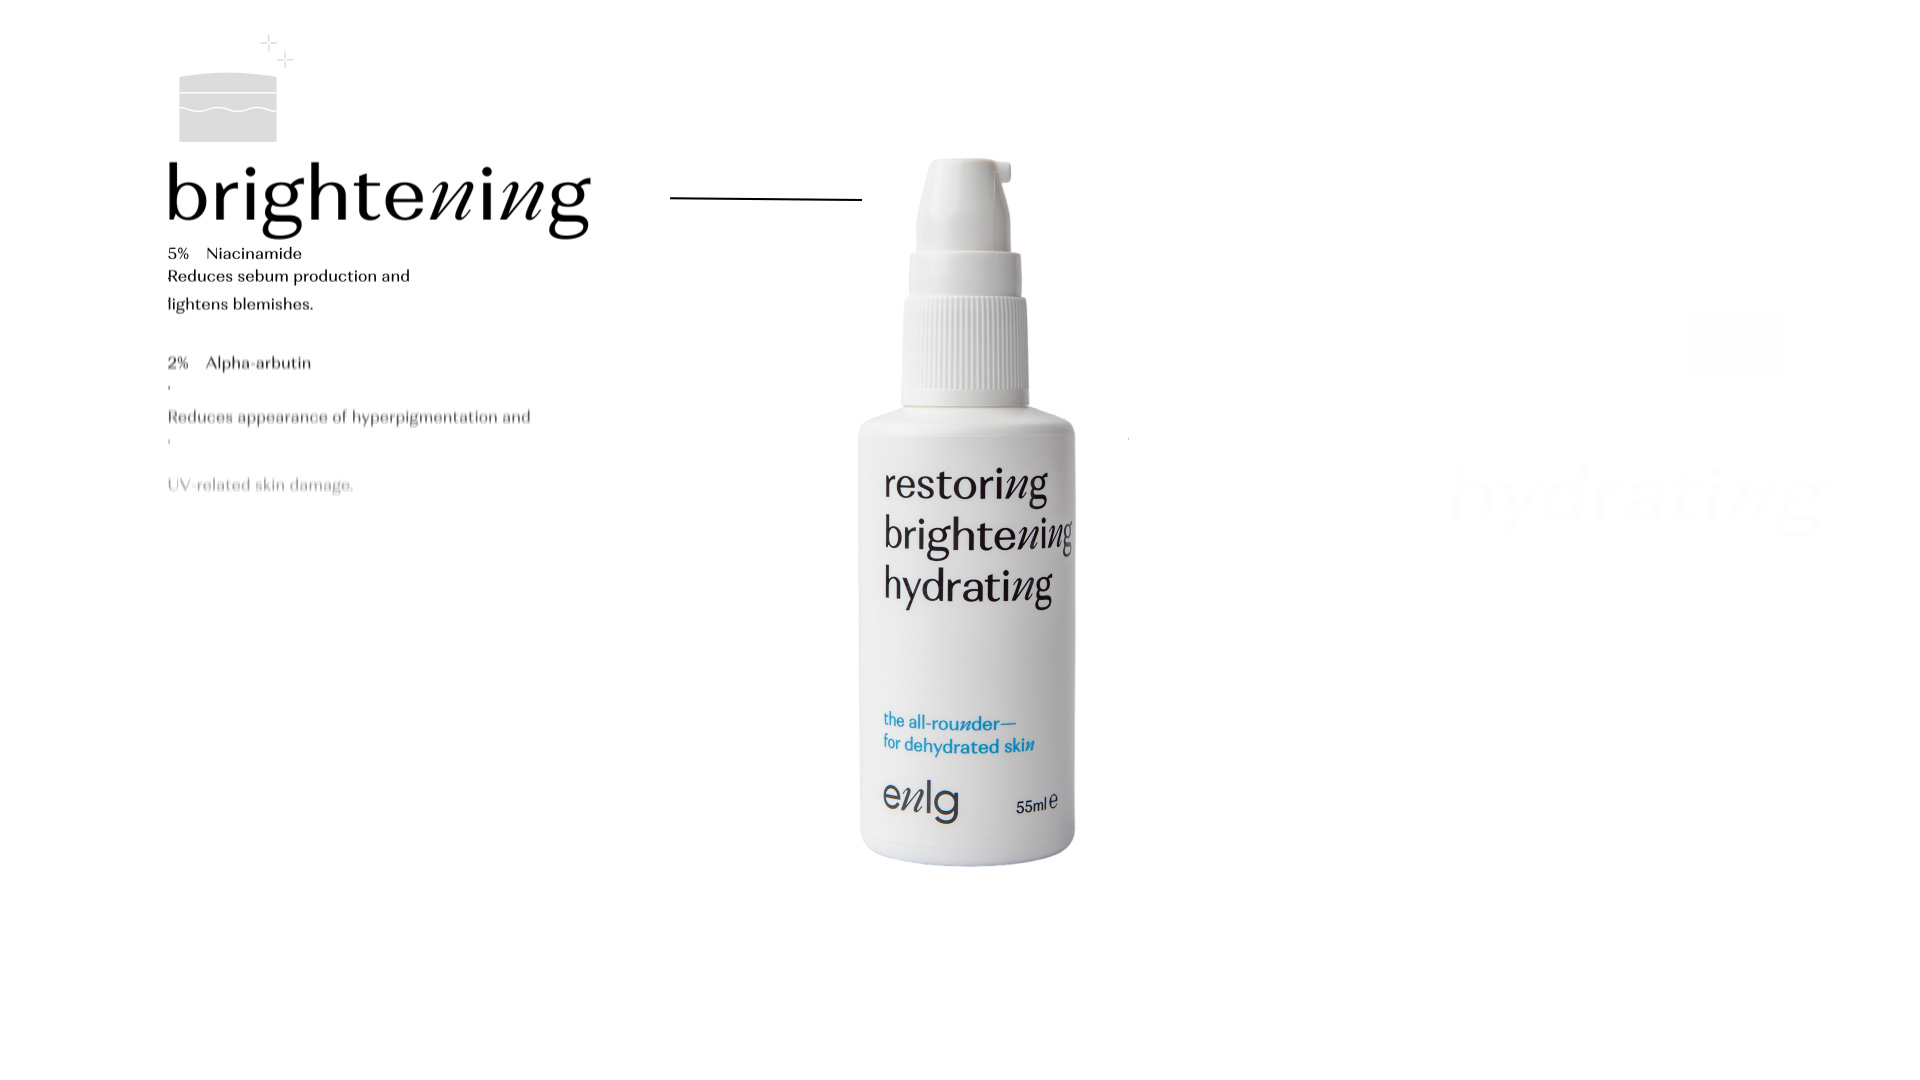 brightening
5% Niacinamide
Reduces sebum production and
lightens blemishes.
2% Alpha-arbutin
Reduces appearance of hyperpigmentation and
UV-related skin damage.
restoring
brightening
hydrating
the all-rounder—
for dehydrated skin
enlg
55ml ℮
hydrating